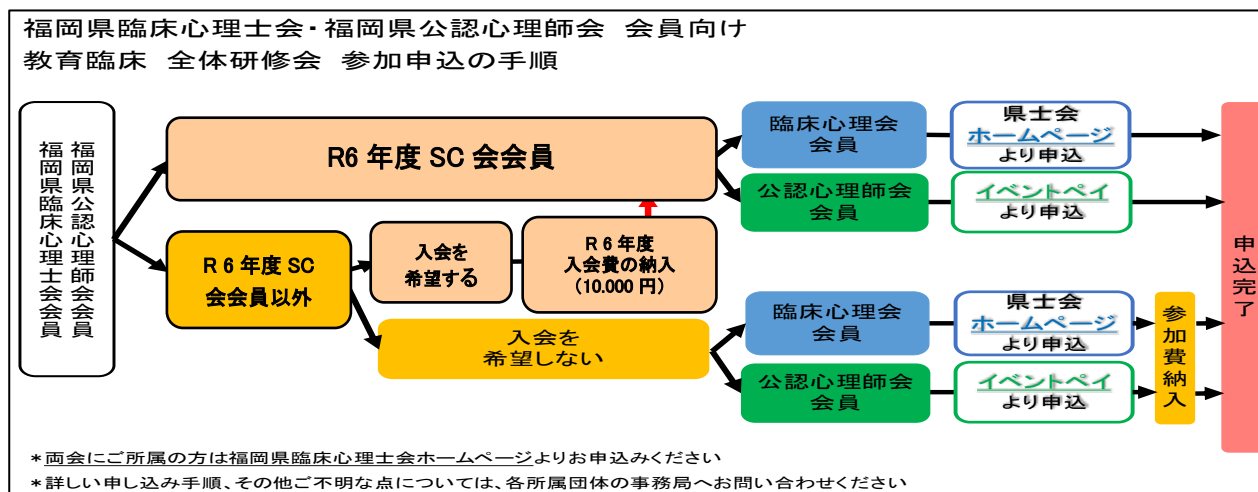 福岡県臨床心理士会・福岡県公認心理師会 会員向け
教育臨床 全体研修会 参加申込の手順
福岡県公認心理師会会員
福岡県臨床心理士会会員
R6 年度 SC 会会員
臨床心理会
会員
県士会
ホームページ
より申込
公認心理師会
会員
イベントペイ
より申込
R 6 年度 SC
会会員以外
入会を
希望する
R 6 年度
入会費の納入
(10.000 円)
入会を
希望しない
臨床心理会
会員
県士会
ホームページ
より申込
公認心理師会
会員
イベントペイ
より申込
参加費納入
申込完了
*両会にご所属の方は福岡県臨床心理士会ホームページよりお申込みください
*詳しい申し込み手順、その他ご不明な点については、各所属団体の事務局へお問い合わせください